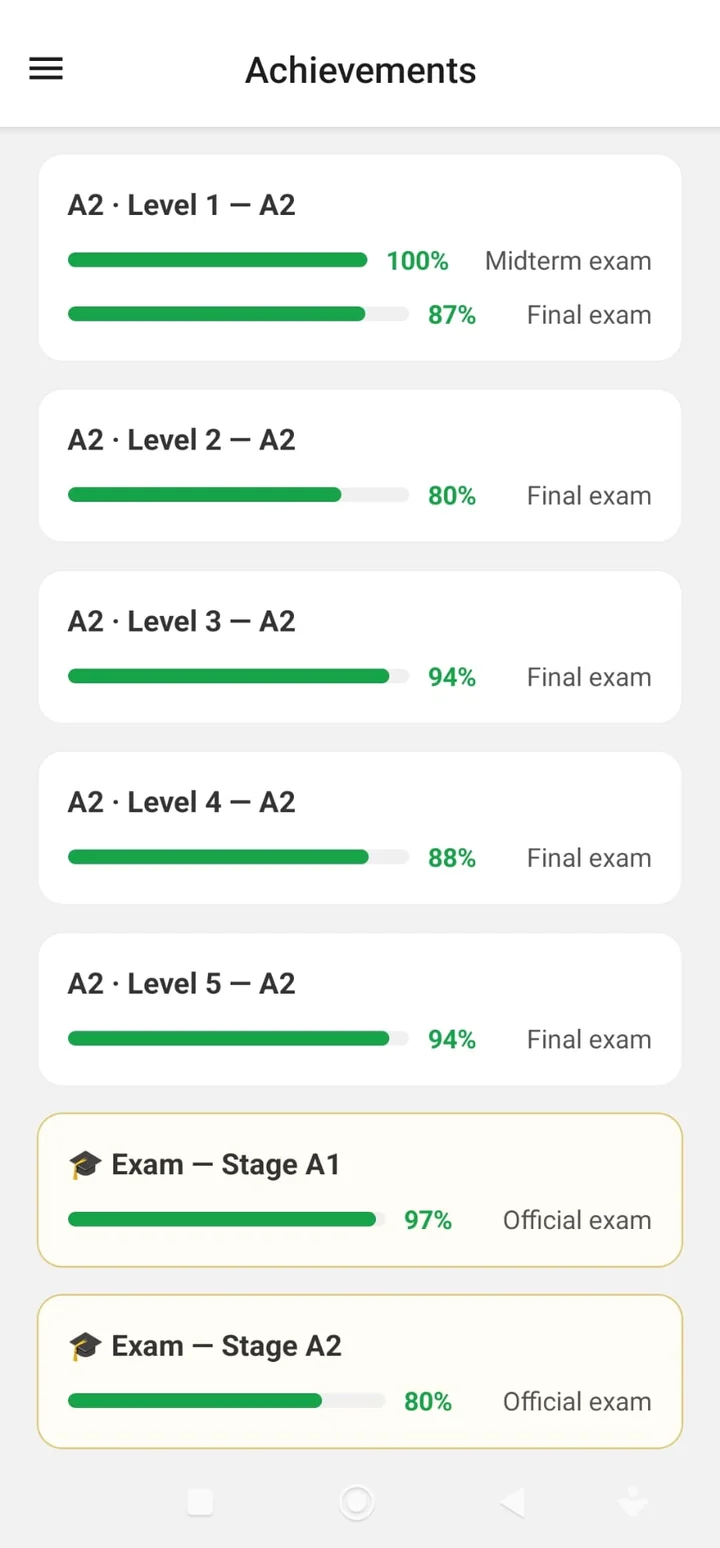 Achievements
A2 · Level 1 — A2
100% Midterm exam
87% Final exam
A2 · Level 2 — A2
80% Final exam
A2 · Level 3 — A2
94% Final exam
A2 · Level 4 — A2
88% Final exam
A2 · Level 5 — A2
94% Final exam
🎓 Exam — Stage A1
97% Official exam
🎓 Exam — Stage A2
80% Official exam